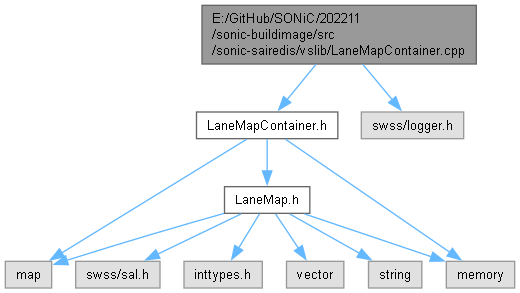 E:/GitHub/SONiC/202211
/sonic-buildimage/src
/sonic-sairedis/vslib/LaneMapContainer.cpp
LaneMapContainer.h
swss/logger.h
LaneMap.h
map
swss/sal.h
inttypes.h
vector
string
memory